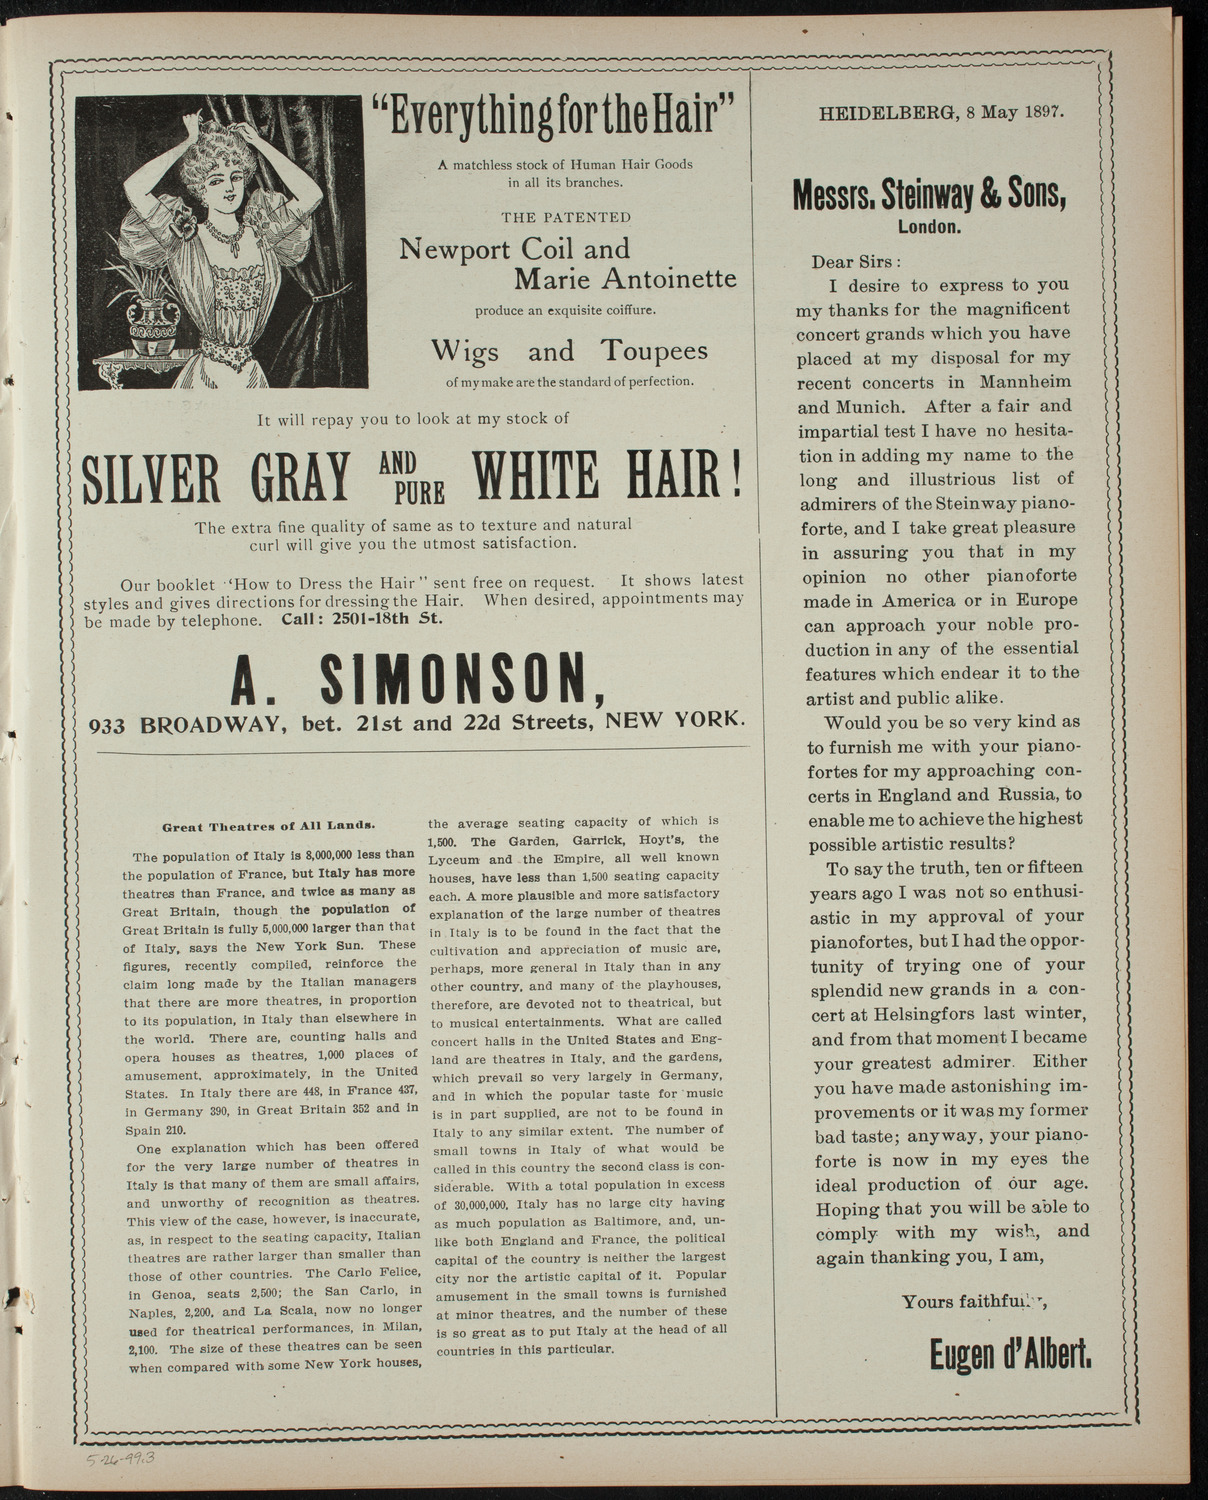 "Everything for the Hair"
A matchless stock of Human Hair Goods
in all its branches.
THE PATENTED
Newport Coil and
Marie Antoinette
produce an exquisite coiffure.
Wigs and Toupees
of my make are the standard of perfection.
It will repay you to look at my stock of
SILVER GRAY AND PURE WHITE HAIR!
The extra fine quality of same as to texture and natural
curl will give you the utmost satisfaction.
Our booklet "How to Dress the Hair" sent free on request. It shows latest
styles and gives directions for dressing the Hair. When desired, appointments may
be made by telephone. Call: 2501-18th St.
A. SIMONSON,
933 BROADWAY, bet. 21st and 22d Streets, NEW YORK.
Great Theatres of All Lands.
The population of Italy is 8,000,000 less than
the population of France, but Italy has more
theatres than France, and twice as many as
Great Britain, though the population of
Great Britain is fully 5,000,000 larger than that
of Italy, says the New York Sun. These
figures, recently compiled, reinforce the
claim long made by the Italian managers
that there are more theatres, in proportion
to its population, in Italy than elsewhere in
the world. There are, counting halls and
opera houses as theatres, 1,000 places of
amusement, approximately, in the United
States. In Italy there are 448, in France 437,
in Germany 390, in Great Britain 352 and in
Spain 210.
One explanation which has been offered
for the very large number of theatres in
Italy is that many of them are small affairs,
and unworthy of recognition as theatres.
This view of the case, however, is inaccurate,
as, in respect to the seating capacity, Italian
theatres are rather larger than smaller than
those of other countries. The Carlo Felice,
in Genoa, seats 2,500; the San Carlo, in
Naples, 2,200, and La Scala, now no longer
used for theatrical performances, in Milan,
2,100. The size of these theatres can be seen
when compared with some New York houses,
the average seating capacity of which is
1,500. The Garden, Garrick, Hoyt's, the
Lyceum and the Empire, all well known
houses, have less than 1,500 seating capacity
each. A more plausible and more satisfactory
explanation of the large number of theatres
in Italy is to be found in the fact that the
cultivation and appreciation of music are,
perhaps, more general in Italy than in any
other country, and many of the playhouses,
therefore, are devoted not to theatrical, but
to musical entertainments. What are called
concert halls in the United States and Eng-
land are theatres in Italy, and the gardens,
which prevail so very largely in Germany,
and in which the popular taste for music
is in part supplied, are not to be found in
Italy to any similar extent. The number of
small towns in Italy of what would be
called in this country the second class is con-
siderable. With a total population in excess
of 30,000,000, Italy has no large city having
as much population as Baltimore, and, un-
like both England and France, the political
capital of the country is neither the largest
city nor the artistic capital of it. Popular
amusement in the small towns is furnished
at minor theatres, and the number of these
is so great as to put Italy at the head of all
countries in this particular.
HEIDELBERG, 8 May 1897.
Messrs. Steinway & Sons,
London.
Dear Sirs:
I desire to express to you
my thanks for the magnificent
concert grands which you have
placed at my disposal for my
recent concerts in Mannheim
and Munich. After a fair and
impartial test I have no hesita-
tion in adding my name to the
long and illustrious list of
admirers of the Steinway piano-
forte, and I take great pleasure
in assuring you that in my
opinion no other pianoforte
made in America or in Europe
can approach your noble pro-
duction in any of the essential
features which endear it to the
artist and public alike.
Would you be so very kind as
to furnish me with your piano-
fortes for my approaching con-
certs in England and Russia, to
enable me to achieve the highest
possible artistic results?
To say the truth, ten or fifteen
years ago I was not so enthusi-
astic in my approval of your
pianofortes, but I had the oppor-
tunity of trying one of your
splendid new grands in a con-
cert at Helsingfors last winter,
and from that moment I became
your greatest admirer. Either
you have made astonishing im-
provements or it was my former
bad taste; anyway, your piano-
forte is now in my eyes the
ideal production of our age.
Hoping that you will be able to
comply with my wish, and
again thanking you, I am,
Yours faithfully,
Eugen d'Albert.
5-26-99.3